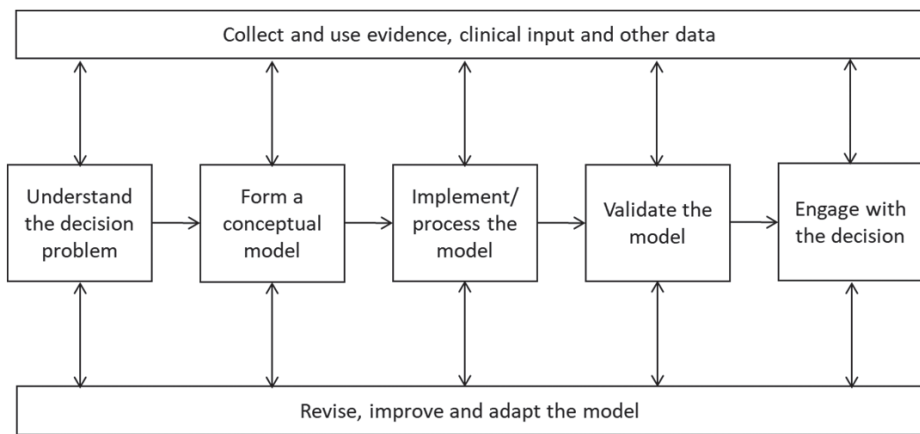 Collect and use evidence, clinical input and other data
Understand
the decision
problem
Form a
conceptual
model
Implement/
process the
model
Validate the
model
Engage with
the decision
Revise, improve and adapt the model